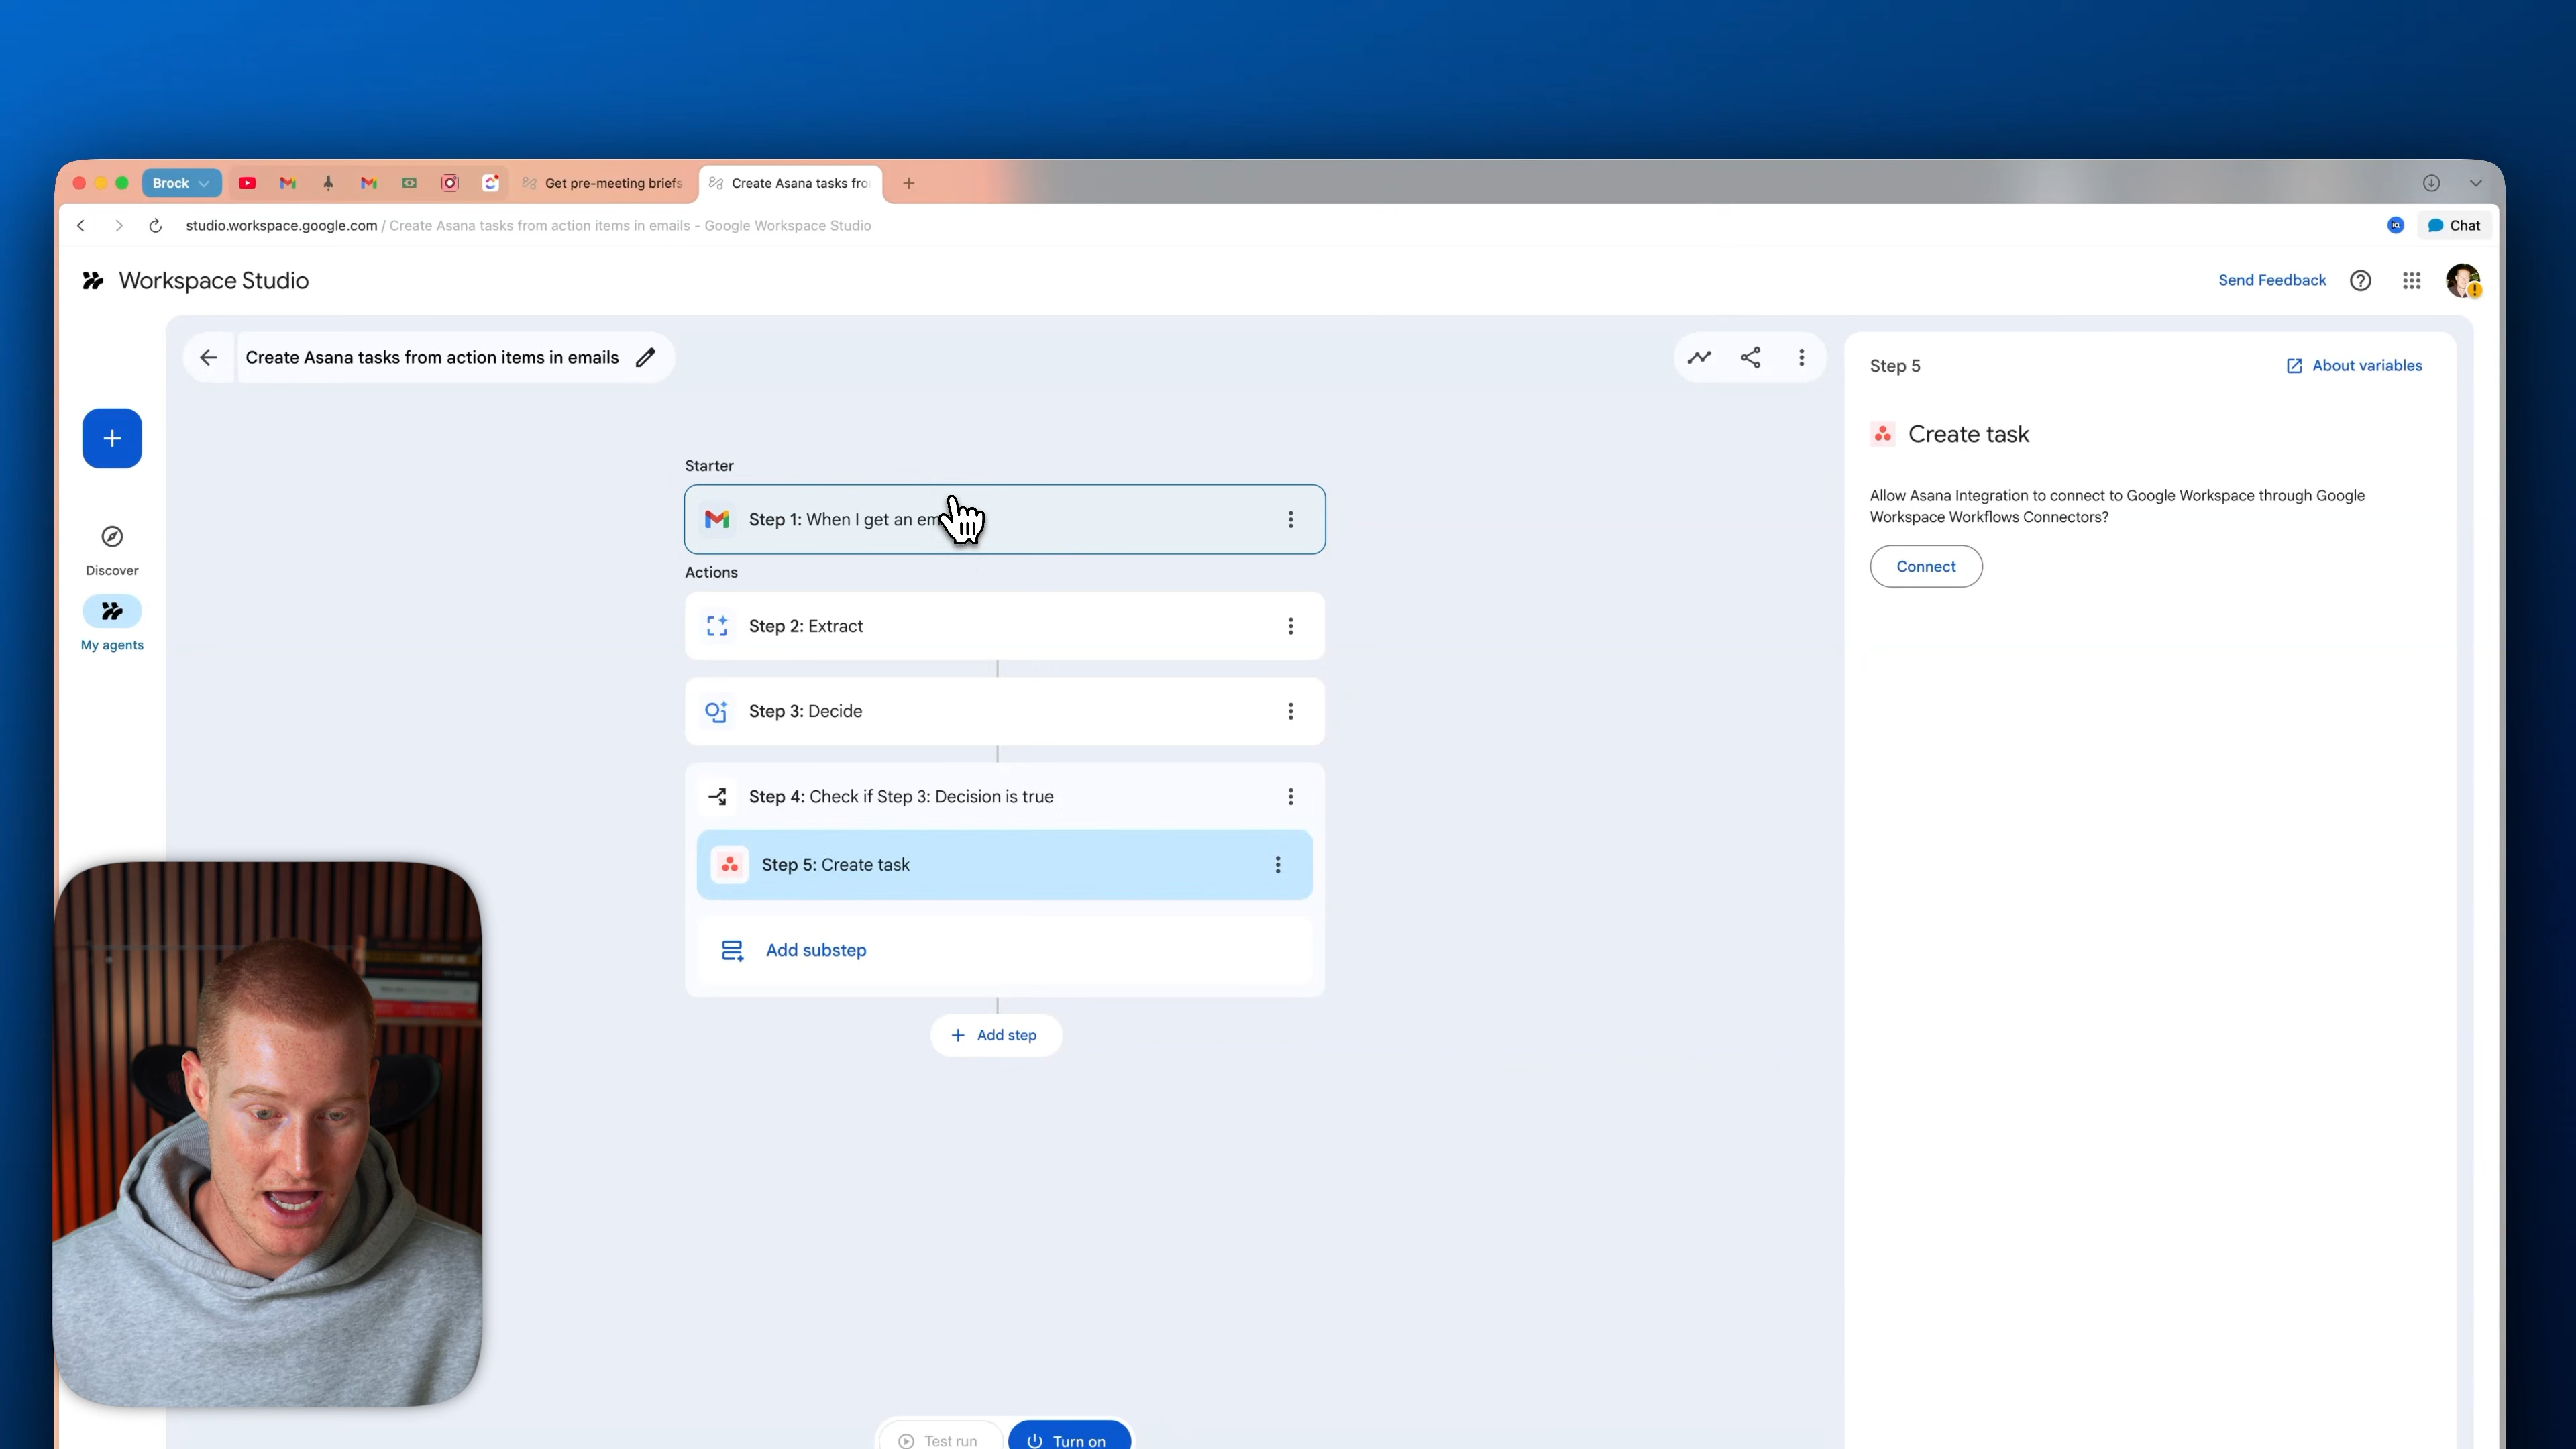 Brock
Get pre-meeting briefs
Create Asana tasks fro
studio.workspace.google.com / Create Asana tasks from action items in emails - Google Workspace Studio
Chat
Workspace Studio
Send Feedback
Create Asana tasks from action items in emails
Step 5
About variables
Create task
Allow Asana Integration to connect to Google Workspace through Google
Workspace Workflows Connectors?
Connect
Discover
My agents
Starter
Step 1: When I get an em
Actions
Step 2: Extract
Step 3: Decide
Step 4: Check if Step 3: Decision is true
Step 5: Create task
Add substep
Add step
Test run
Turn on